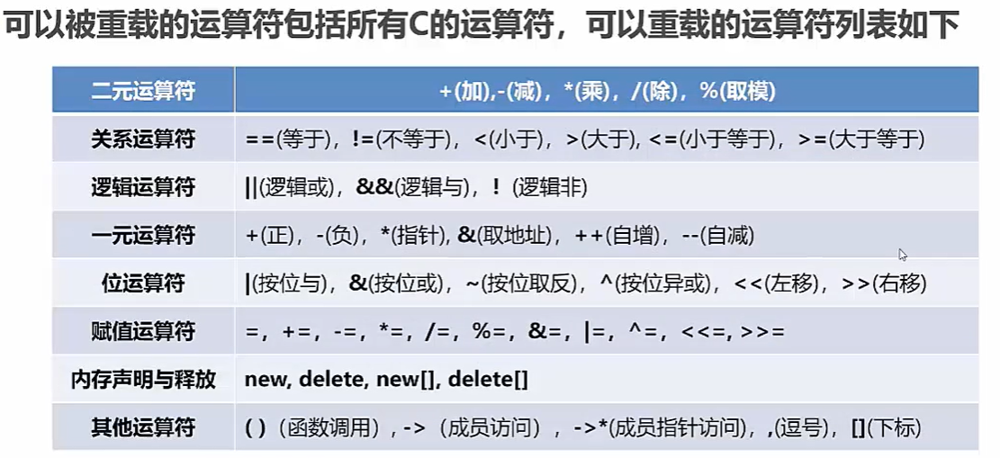 可以被重载的运算符包括所有C的运算符，可以重载的运算符列表如下
二元运算符 +(加),-(减)，*(乘)，/(除)，%(取模)
关系运算符 ==(等于)，!=(不等于)，<(小于)，>(大于), <=(小于等于)，>=(大于等于)
逻辑运算符 ||(逻辑或)，&&(逻辑与)，! (逻辑非)
一元运算符 +(正)，-(负)，*(指针), &(取地址)，++(自增)，--(自减)
位运算符 |(按位与)，&(按位或)，~(按位取反)，^(按位异或)，<<(左移)，>>(右移)
赋值运算符 =，+=，-=，*=，/=，%=，&=，|=，^=，<<=, >>=
内存声明与释放 new, delete, new[], delete[]
其他运算符 ( )（函数调用）, ->（成员访问）, ->*(成员指针访问)，,(逗号)，[](下标)